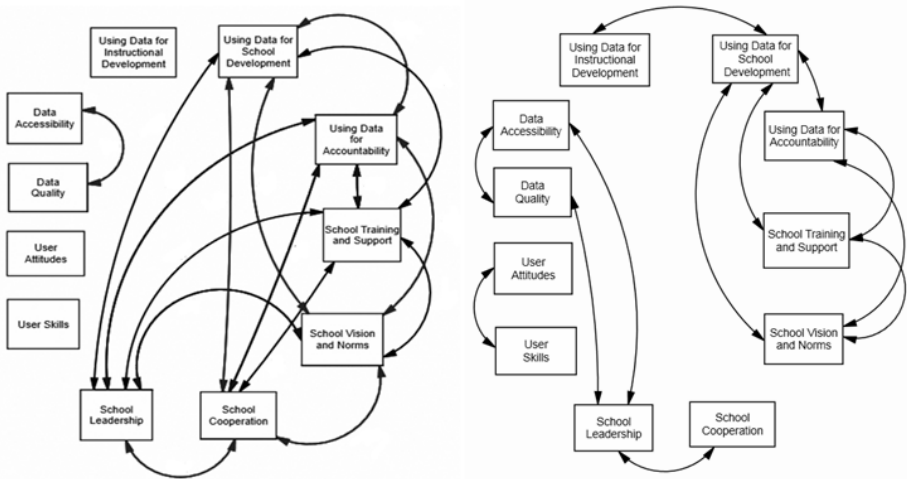 Using Data for
Instructional
Development
Using Data for
School
Development
Data
Accessibility
Using Data
for
Accountability
Data
Quality
School Training
and Support
User
Attitudes
User Skills
School Vision
and Norms
School
Leadership
School
Cooperation
Using Data for
Instructional
Development
Using Data for
School
Development
Data
Accessibility
Using Data for
Accountability
Data
Quality
School Training
and Support
User
Attitudes
User
Skills
School Vision
and Norms
School
Leadership
School
Cooperation